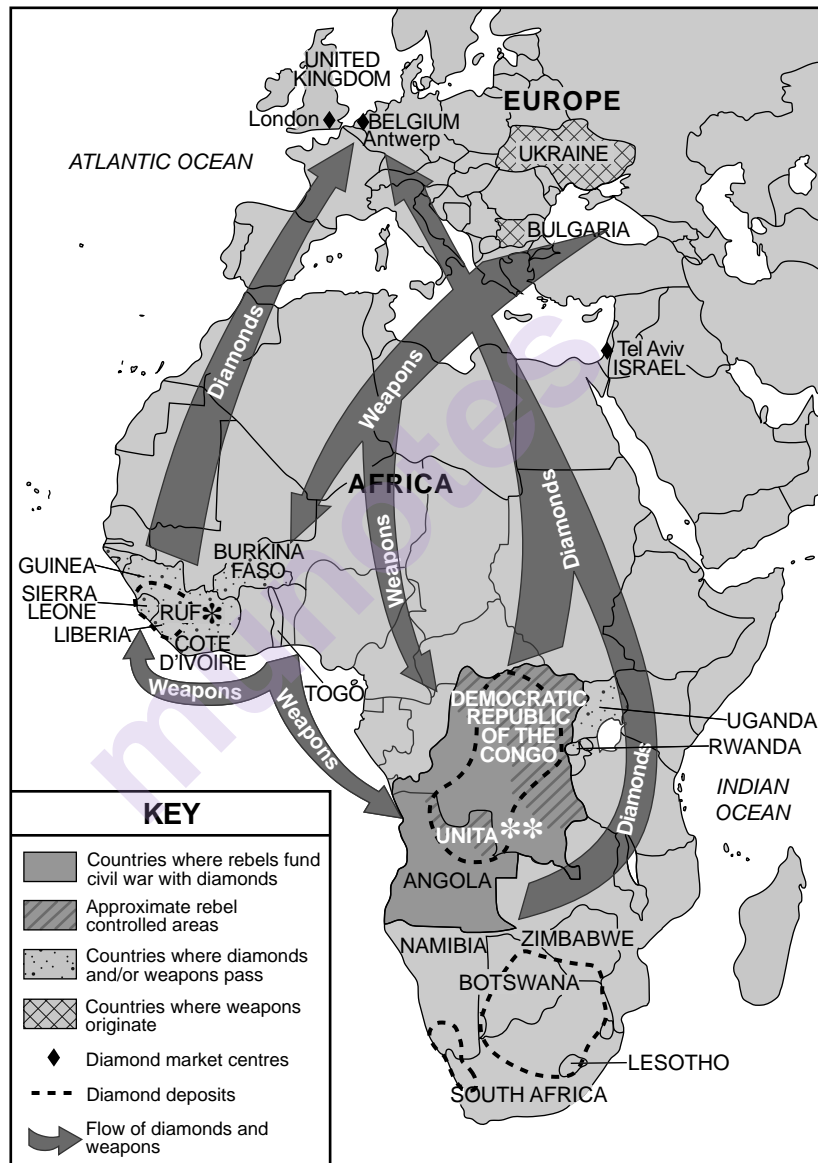 UNITED
KINGDOM
London
BELGIUM
Antwerp
EUROPE
UKRAINE
ATLANTIC OCEAN
BULGARIA
Diamonds
Weapons
Tel Aviv
ISRAEL
AFRICA
Weapons
Diamonds
BURKINA
FASO
GUINEA
SIERRA
LEONE
RUF*
LIBERIA
COTE
D'IVOIRE
Weapons
TOGO
Weapons
DEMOCRATIC
REPUBLIC
OF THE
CONGO
UGANDA
RWANDA
Diamonds
INDIAN
OCEAN
UNITA**
ANGOLA
NAMIBIA
ZIMBABWE
BOTSWANA
LESOTHO
SOUTH AFRICA
KEY
Countries where rebels fund
civil war with diamonds
Approximate rebel
controlled areas
Countries where diamonds
and/or weapons pass
Countries where weapons
originate
Diamond market centres
Diamond deposits
Flow of diamonds and
weapons
munotes